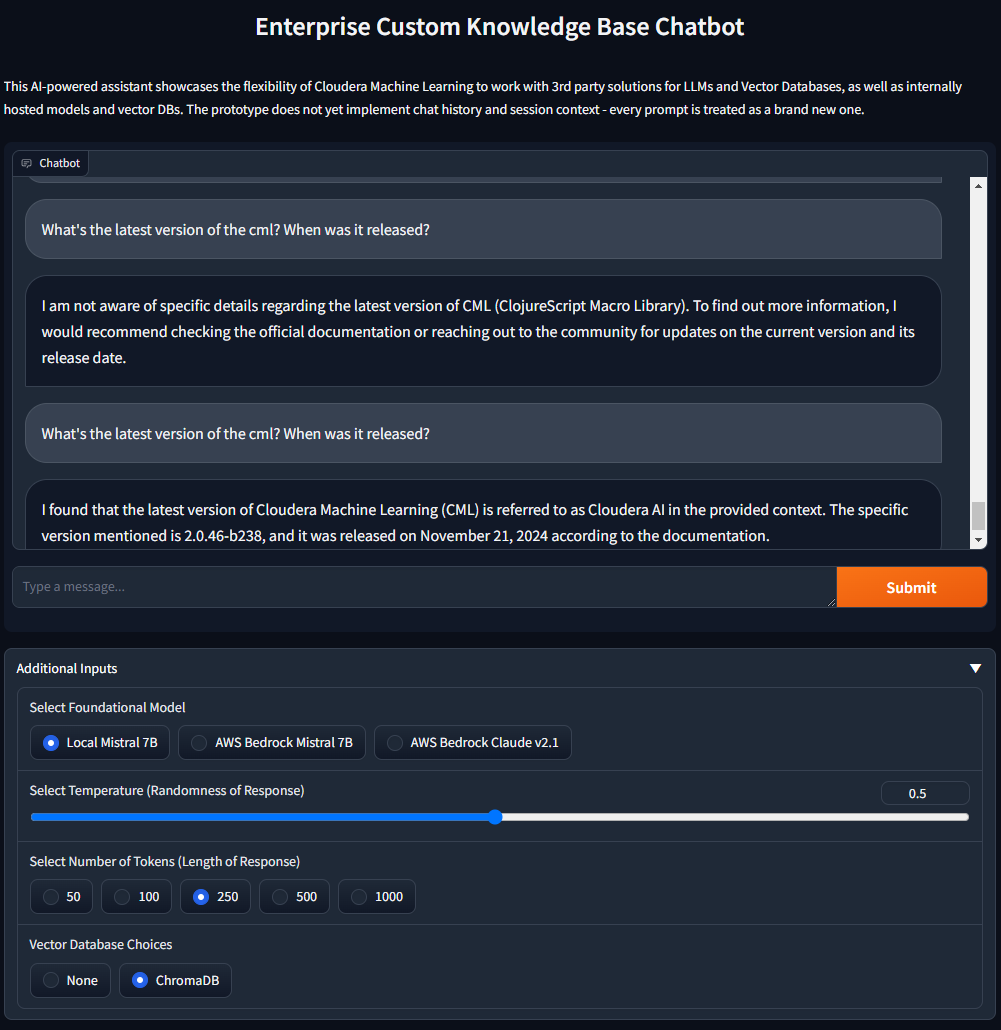 Enterprise Custom Knowledge Base Chatbot
This AI-powered assistant showcases the flexibility of Cloudera Machine Learning to work with 3rd party solutions for LLMs and Vector Databases, as well as internally
hosted models and vector DBs. The prototype does not yet implement chat history and session context - every prompt is treated as a brand new one.
Chatbot
What's the latest version of the cml? When was it released?
I am not aware of specific details regarding the latest version of CML (ClojureScript Macro Library). To find out more information, I
would recommend checking the official documentation or reaching out to the community for updates on the current version and its
release date.
What's the latest version of the cml? When was it released?
I found that the latest version of Cloudera Machine Learning (CML) is referred to as Cloudera AI in the provided context. The specific
version mentioned is 2.0.46-b238, and it was released on November 21, 2024 according to the documentation.
Type a message...
Submit
Additional Inputs
Select Foundational Model
Local Mistral 7B
AWS Bedrock Mistral 7B
AWS Bedrock Claude v2.1
Select Temperature (Randomness of Response)
0.5
Select Number of Tokens (Length of Response)
50
100
250
500
1000
Vector Database Choices
None
ChromaDB